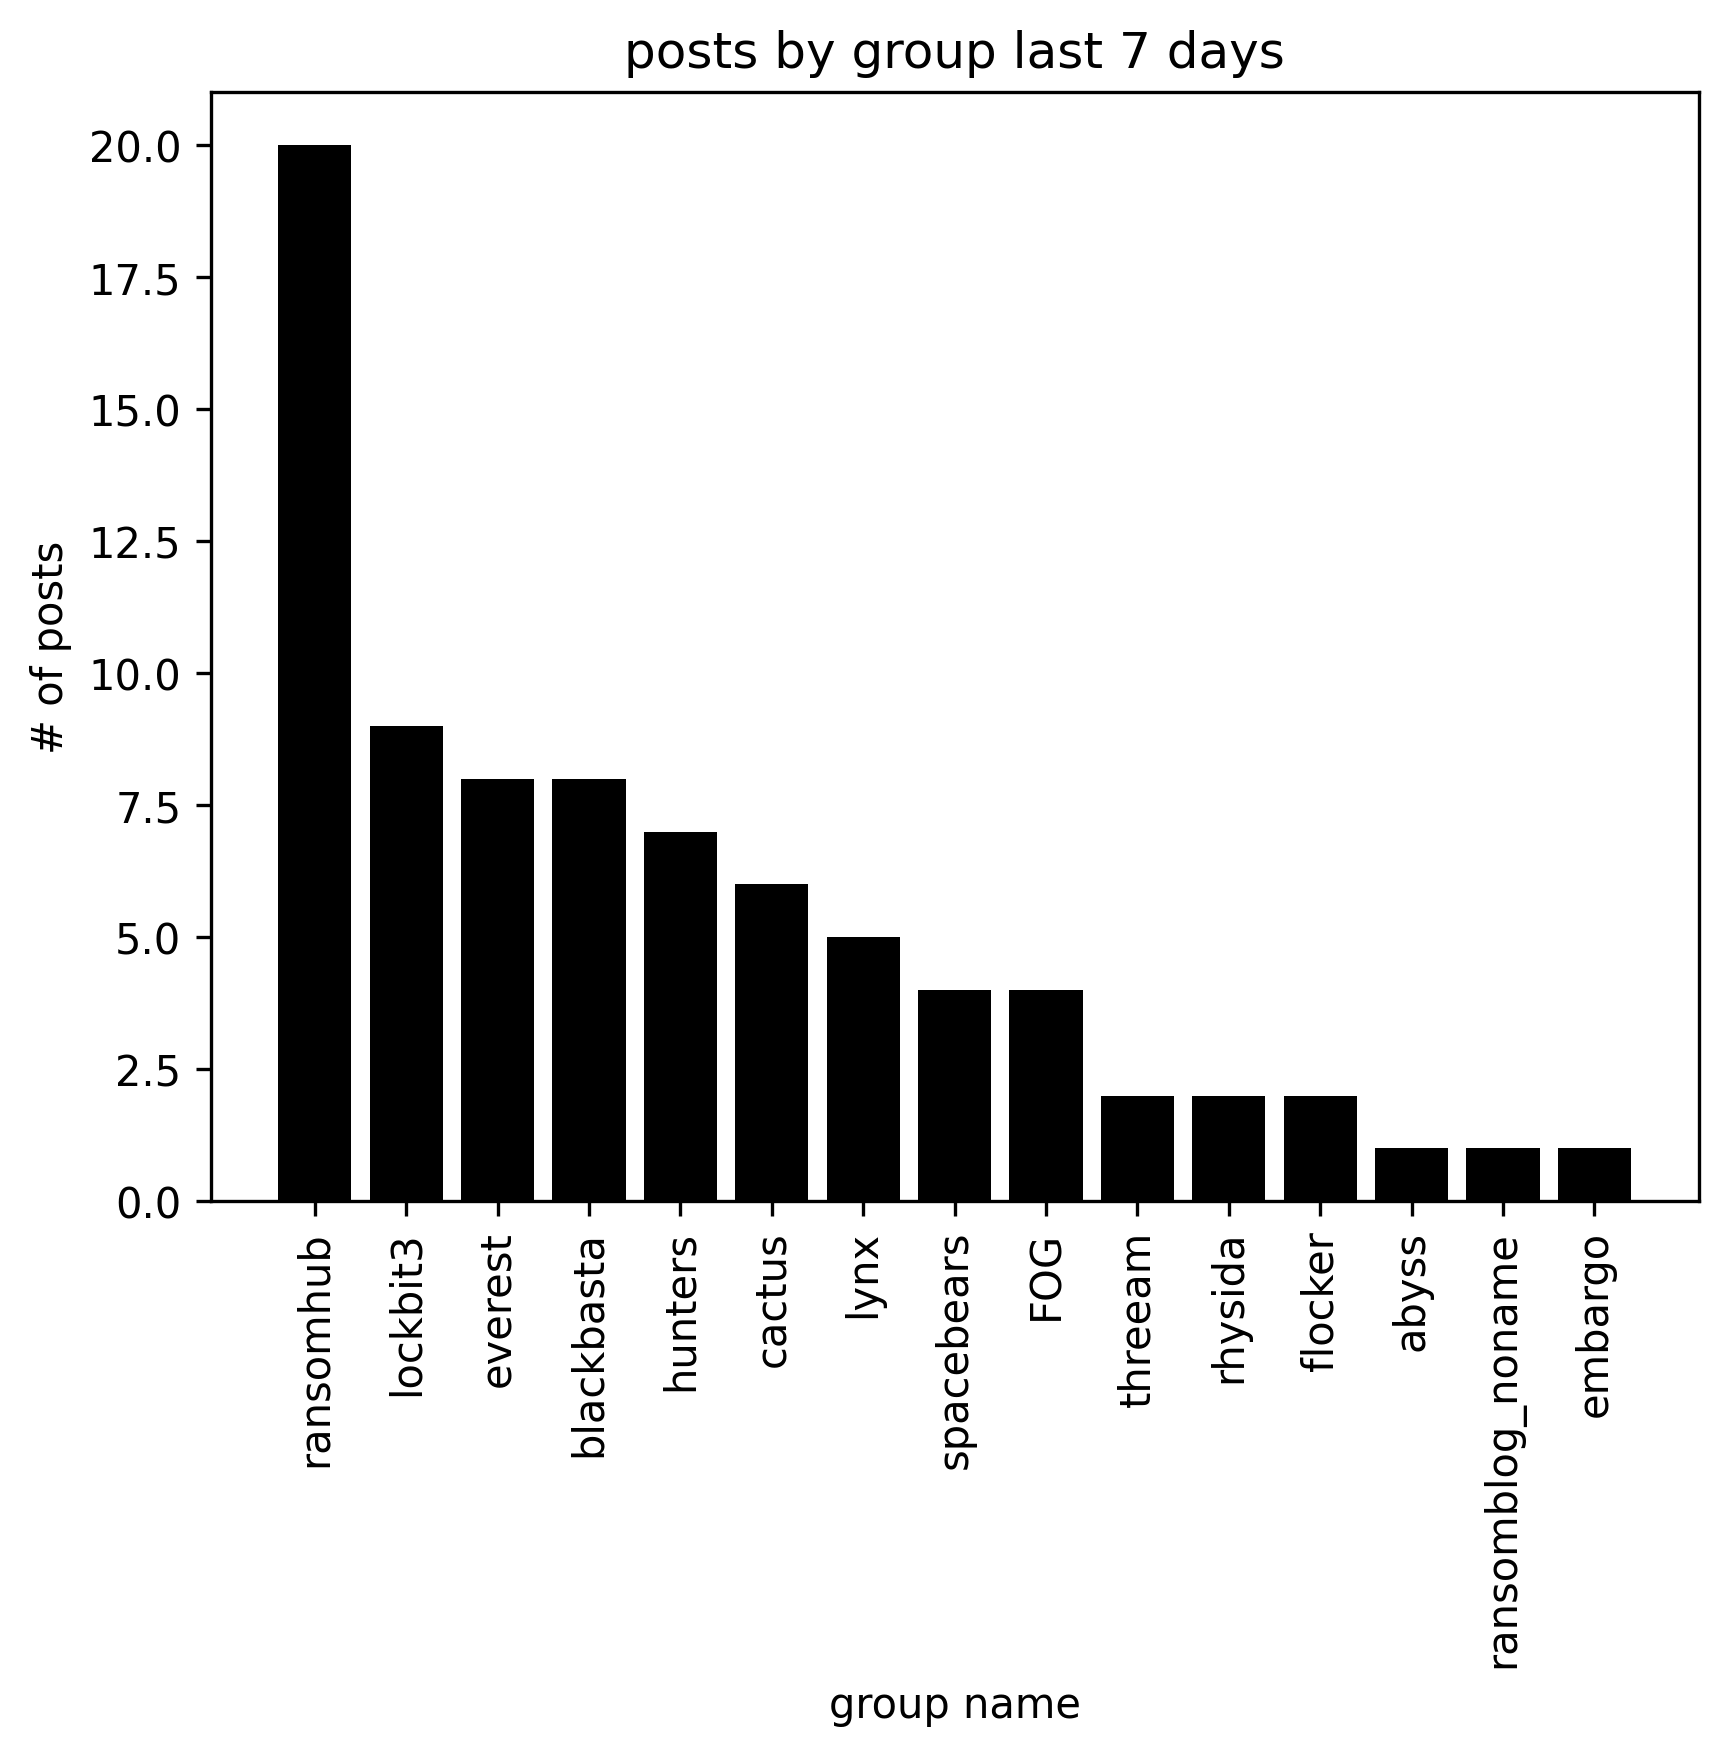 posts by group last 7 days
# of posts
20.0
17.5
15.0
12.5
10.0
7.5
5.0
2.5
0.0
ransomhub
lockbit3
everest
blackbasta
hunters
cactus
lynx
spacebears
FOG
threeam
rhysida
flocker
abyss
ransomblog_noname
embargo
group name